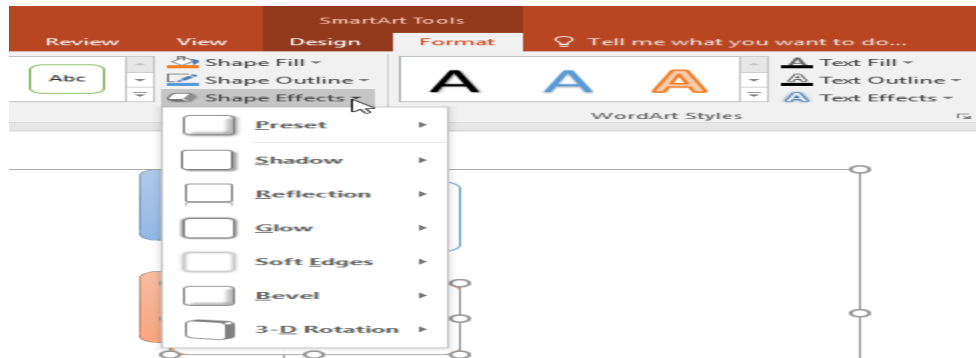 SmartArt Tools
Review View Design Format Tell me what you want to do...
Abc
Shape Fill
Shape Outline
Shape Effects
A A A
A Text Fill
A Text Outline
A Text Effects
WordArt Styles
Preset
Shadow
Reflection
Glow
Soft Edges
Bevel
3-D Rotation